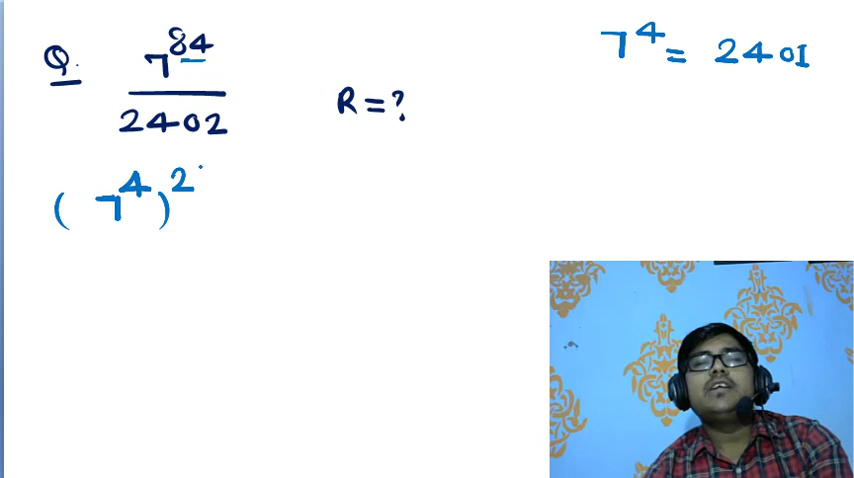 Q. 7^84
2402
R = ?
7^4 = 2401
(7^4)^2